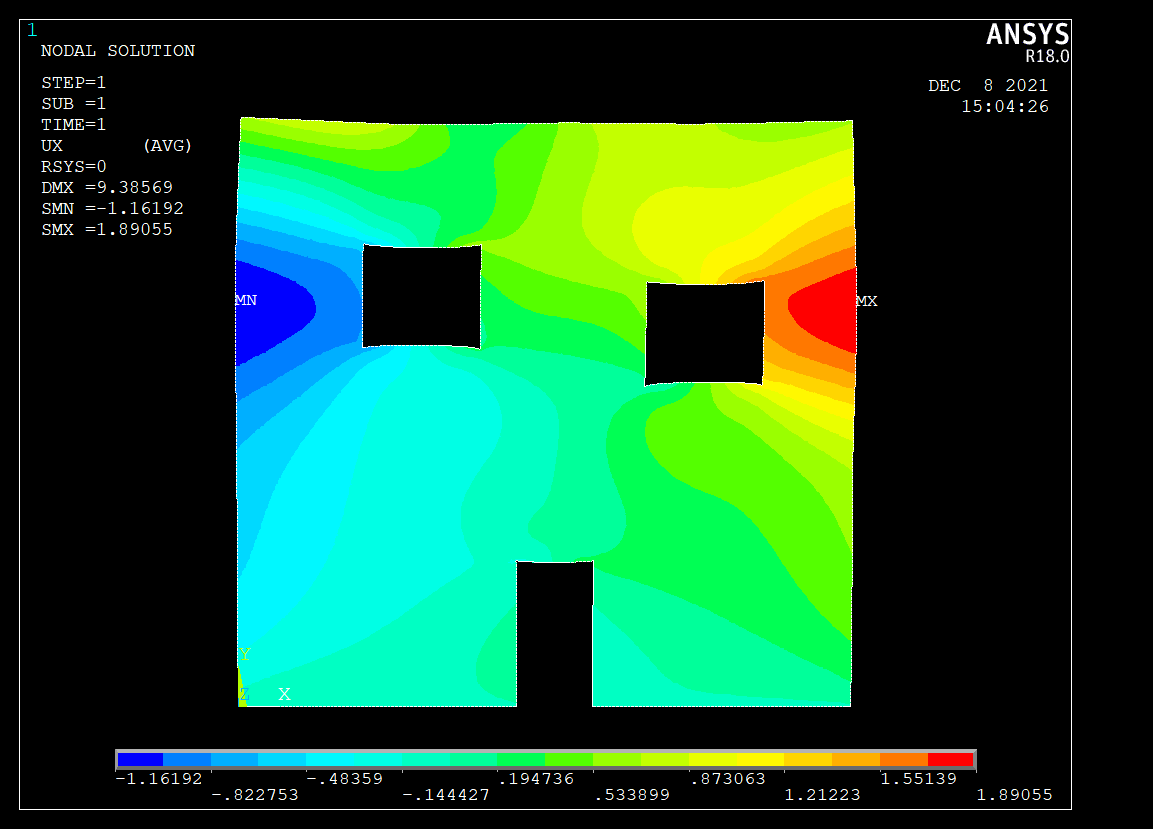 1
ANSYS
R18.0
NODAL SOLUTION
DEC  8 2021
15:04:26
STEP=1
SUB =1
TIME=1
UX       (AVG)
RSYS=0
DMX =9.38569
SMN =-1.16192
SMX =1.89055
MN
MX
Y
Z X
-1.16192 -.48359 .194736 .873063 1.55139
-.822753 -.144427 .533899 1.21223 1.89055